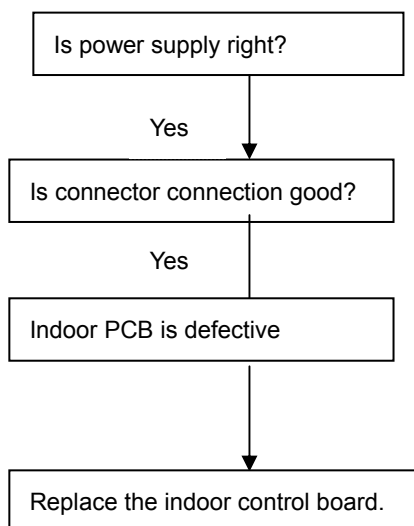 Is power supply right?
Yes
Is connector connection good?
Yes
Indoor PCB is defective
Replace the indoor control board.